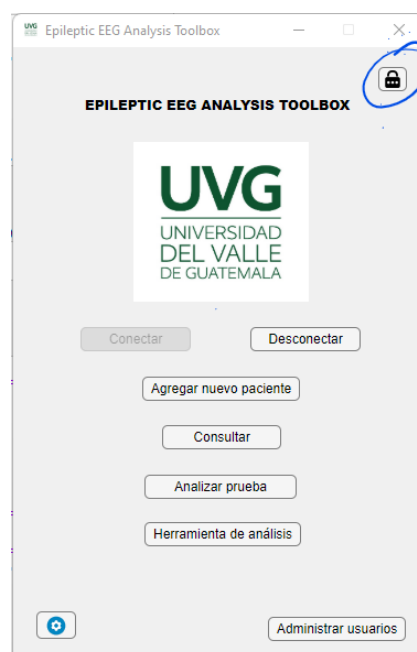 UVG Epileptic EEG Analysis Toolbox
EPILEPTIC EEG ANALYSIS TOOLBOX
UVG
UNIVERSIDAD
DEL VALLE
DE GUATEMALA
Conectar Desconectar
Agregar nuevo paciente
Consultar
Analizar prueba
Herramienta de análisis
Administrar usuarios